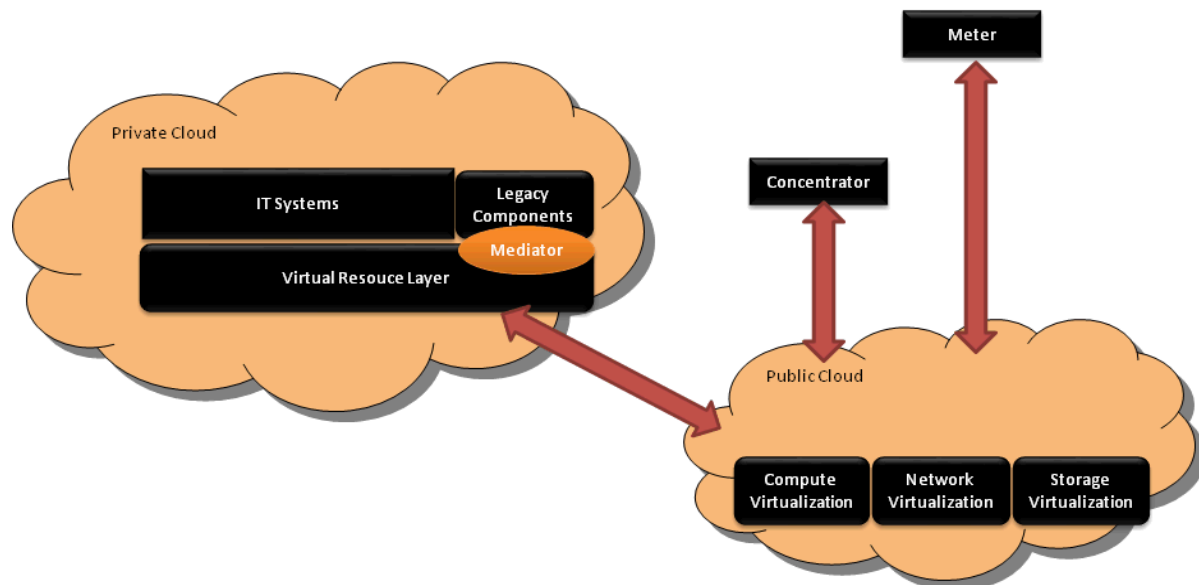 Meter
Private Cloud
Concentrator
IT Systems
Legacy
Components
Mediator
Virtual Resouce Layer
Public Cloud
Compute
Virtualization
Network
Virtualization
Storage
Virtualization